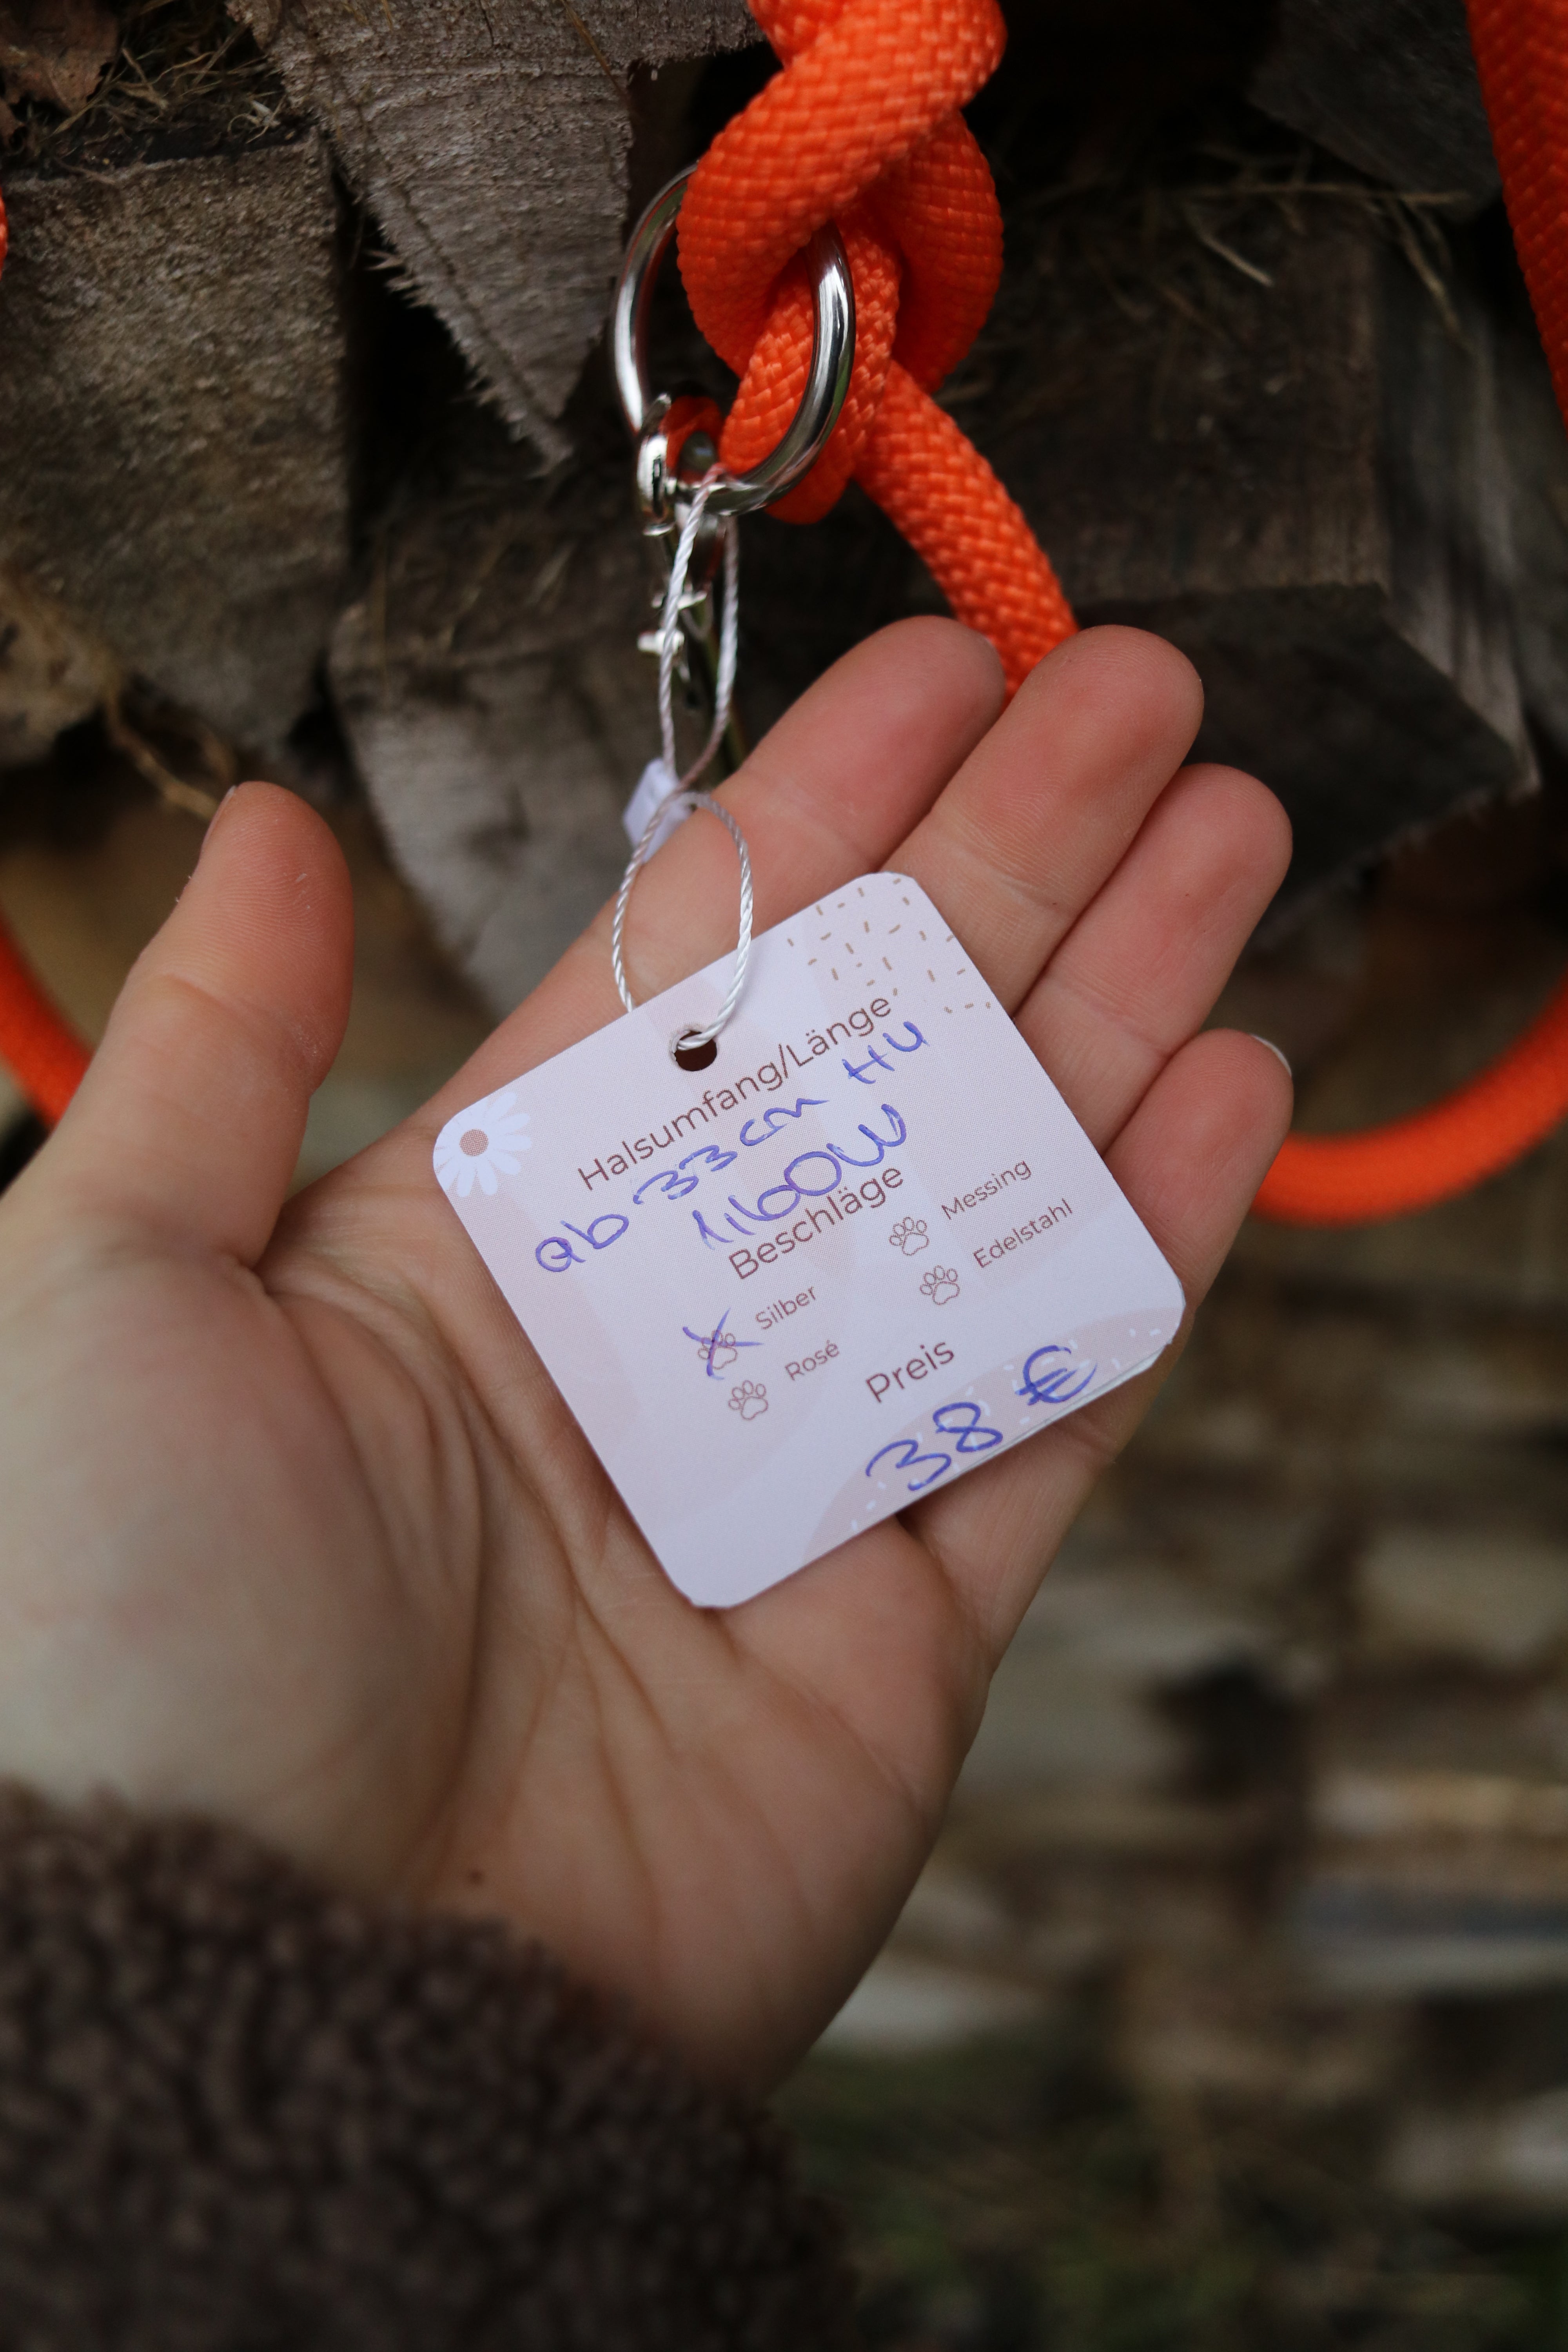 Halsumfang/Länge
ab 33cm HU
1,60m
Beschläge
Silber
Messing
Rosé
Edelstahl
Preis
38 €